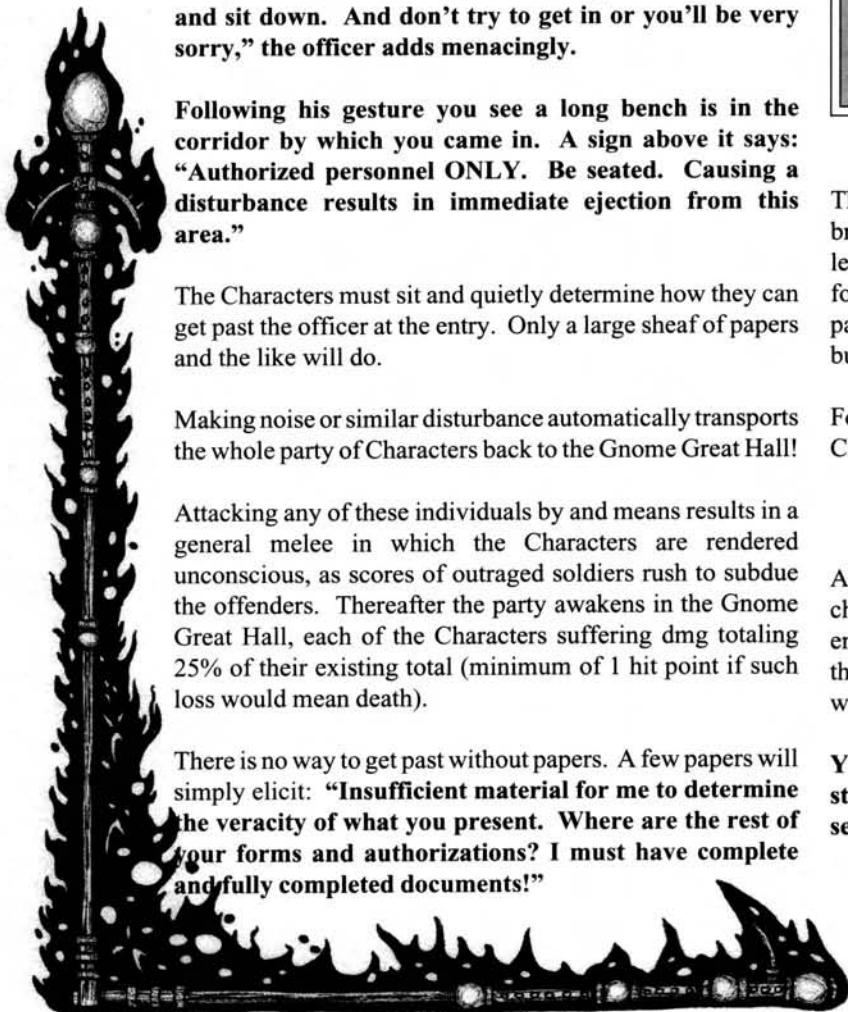 and sit down. And don't try to get in or you'll be very
sorry," the officer adds menacingly.
Following his gesture you see a long bench is in the
corridor by which you came in. A sign above it says:
"Authorized personnel ONLY. Be seated. Causing a
disturbance results in immediate ejection from this
area."
The Characters must sit and quietly determine how they can
get past the officer at the entry. Only a large sheaf of papers
and the like will do.
Making noise or similar disturbance automatically transports
the whole party of Characters back to the Gnome Great Hall!
Attacking any of these individuals by and means results in a
general melee in which the Characters are rendered
unconscious, as scores of outraged soldiers rush to subdue
the offenders. Thereafter the party awakens in the Gnome
Great Hall, each of the Characters suffering dmg totaling
25% of their existing total (minimum of 1 hit point if such
loss would mean death).
There is no way to get past without papers. A few papers will
simply elicit: "Insufficient material for me to determine
the veracity of what you present. Where are the rest of
your forms and authorizations? I must have complete
and fully completed documents!"